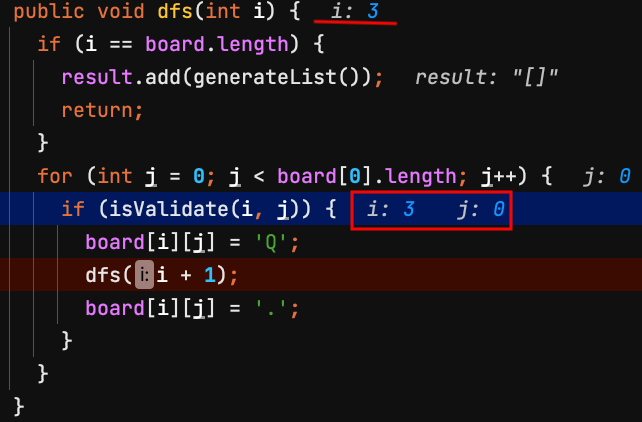 public void dfs(int i) { i: 3
if (i == board.length) {
result.add(generateList()); result: "[]"
return;
}
for (int j = 0; j < board[0].length; j++) { j: 0
if (isValidate(i, j)) { i: 3 j: 0
board[i][j] = 'Q';
dfs( i: i + 1);
board[i][j] = '.';
}
}
}